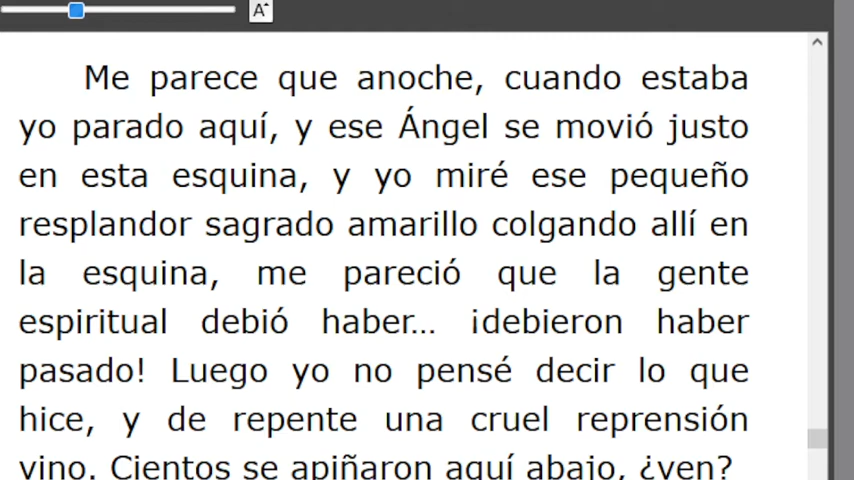 A
Me parece que anoche, cuando estaba
yo parado aquí, y ese Ángel se movió justo
en esta esquina, y yo miré ese pequeño
resplandor sagrado amarillo colgando allí en
la esquina, me pareció que la gente
espiritual debió haber… ¡debieron haber
pasado! Luego yo no pensé decir lo que
hice, y de repente una cruel reprensión
vino. Cientos se apiñaron aquí abajo, ¿ven?